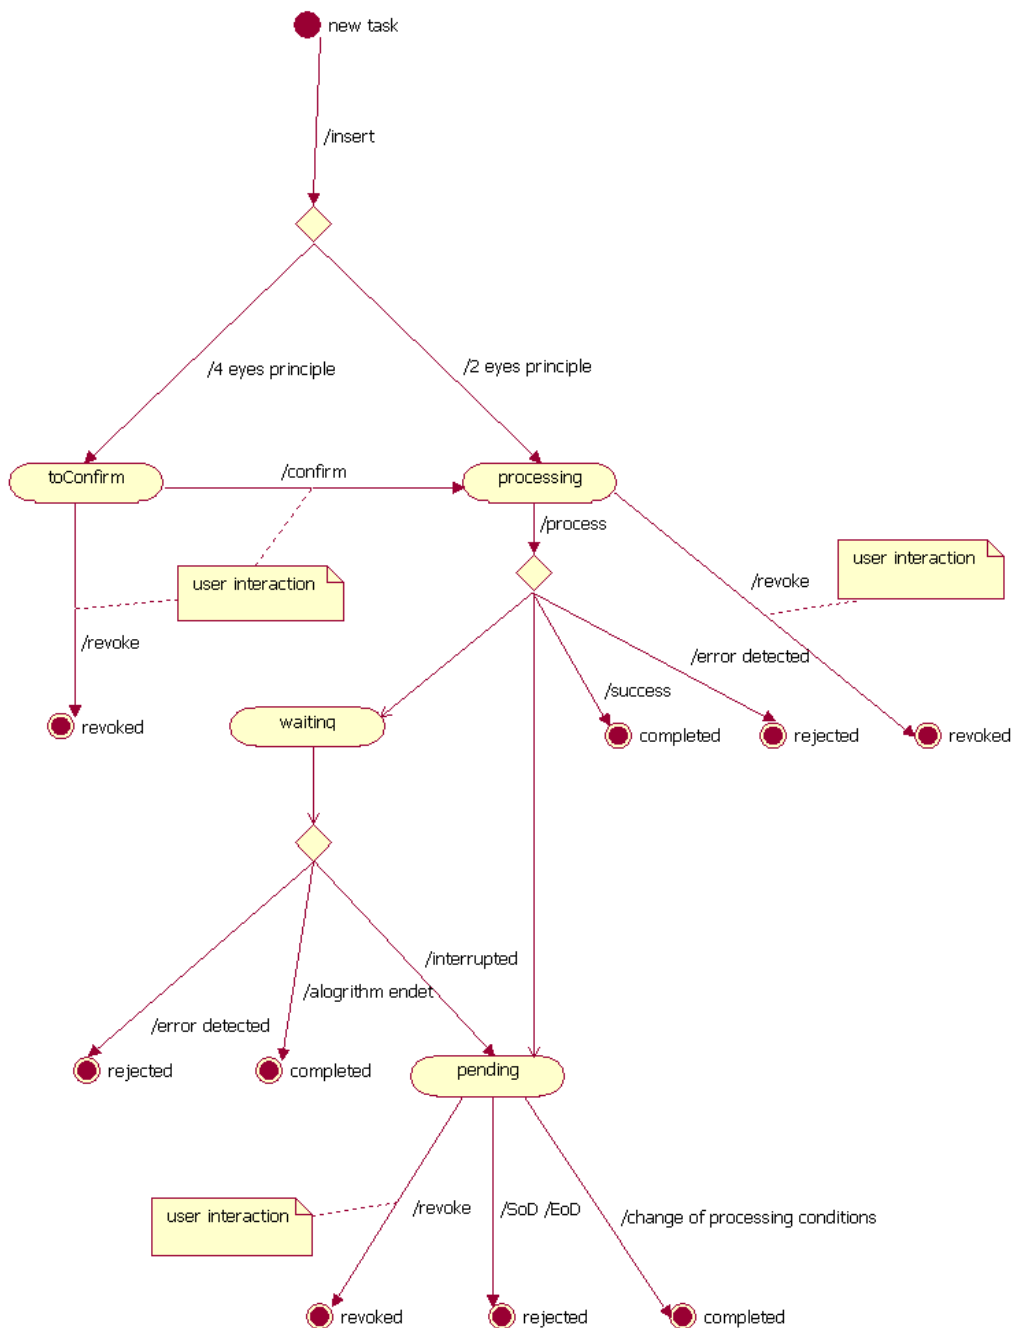 new task
/insert
/4 eyes principle
/2 eyes principle
toConfirm
/confirm
processing
/process
user interaction
user interaction
/revoke
/revoke
/error detected
/success
waiting
revoked
completed
rejected
revoked
/interrupted
/alogrithm endet
/error detected
rejected
completed
pending
user interaction
/revoke
/SoD /EoD
/change of processing conditions
revoked
rejected
completed